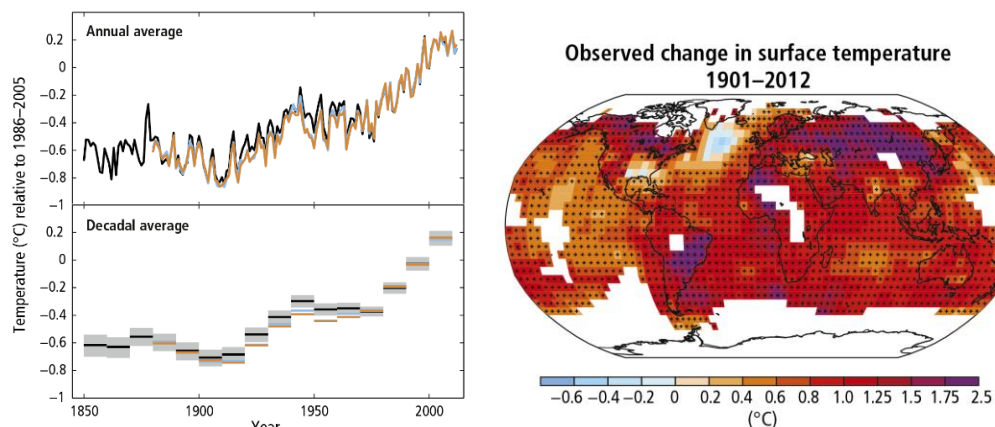 Annual average
0.2
0
−0.2
−0.4
−0.6
−0.8
−1
Temperature (°C) relative to 1986–2005
Decadal average
0.2
0
−0.2
−0.4
−0.6
−0.8
−1
1850 1900 1950 2000
Year
Observed change in surface temperature
1901–2012
−0.6 −0.4 −0.2 0 0.2 0.4 0.6 0.8 1.0 1.25 1.5 1.75 2.5
(°C)